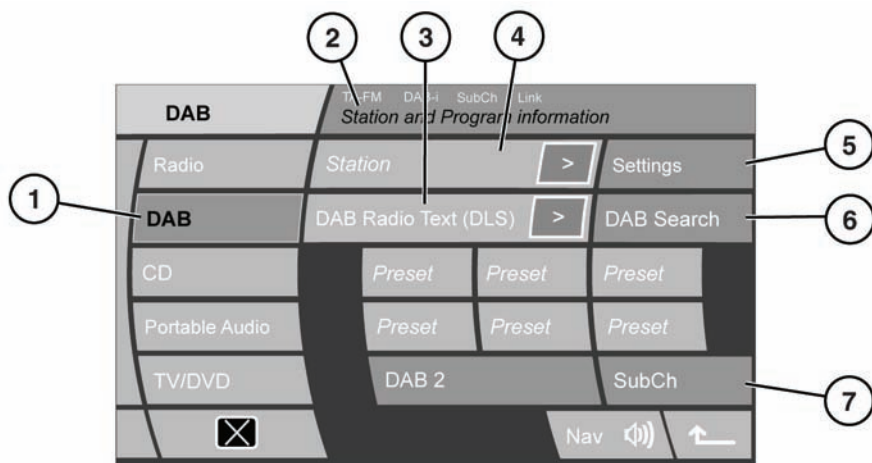 2 3 4
DAB
TA-FM DAB-i SubCh Link
Station and Program information
Radio Station > Settings 5
1 DAB DAB Radio Text (DLS) > DAB Search 6
CD Preset Preset Preset
Portable Audio Preset Preset Preset
TV/DVD DAB 2 SubCh 7
Nav